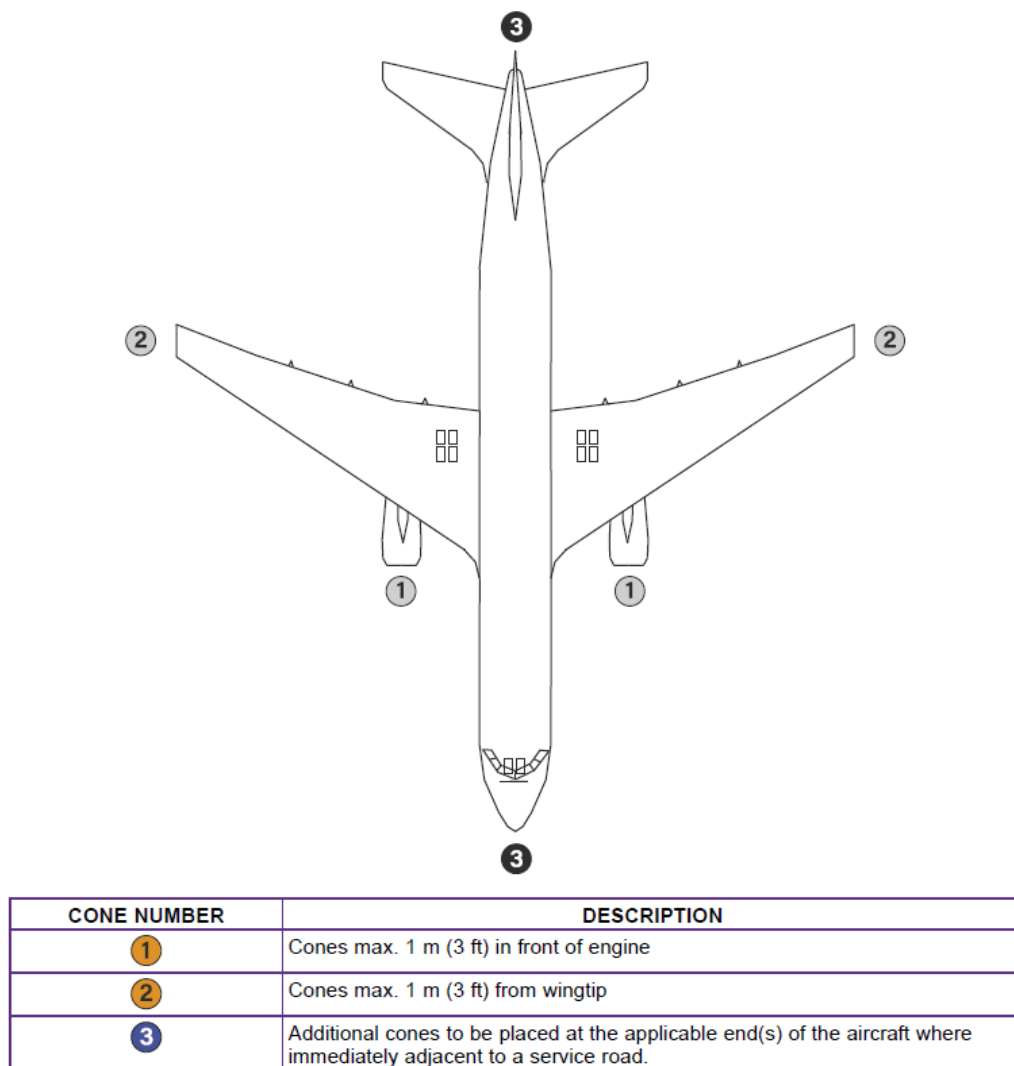 3
2
2
1
1
3
CONE NUMBER DESCRIPTION
1 Cones max. 1 m (3 ft) in front of engine
2 Cones max. 1 m (3 ft) from wingtip
3 Additional cones to be placed at the applicable end(s) of the aircraft where
immediately adjacent to a service road.